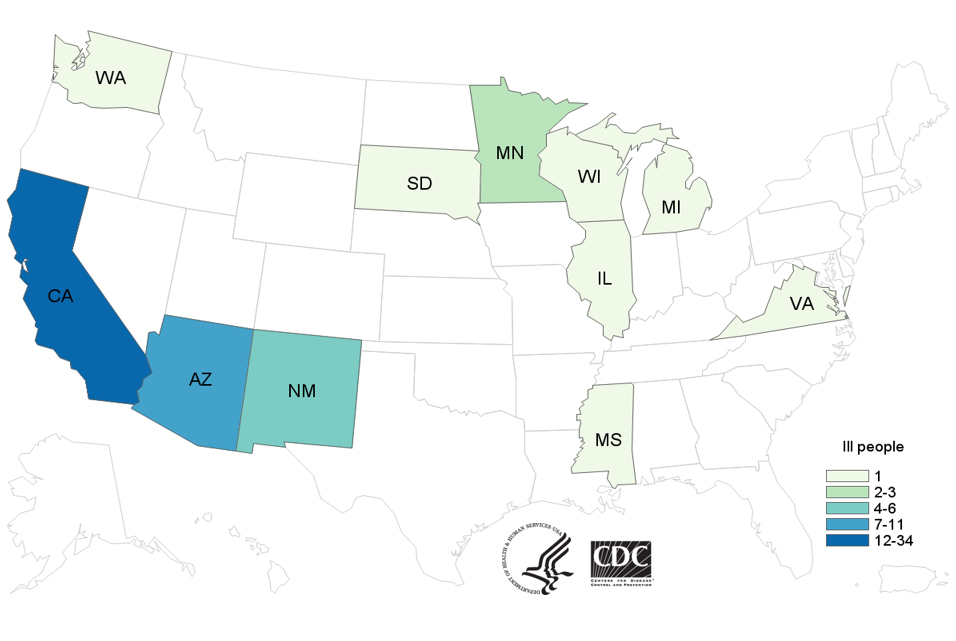 WA
MN
SD
WI
MI
CA
IL
VA
AZ
NM
MS
Ill people
1
2-3
4-6
7-11
12-34
DEPARTMENT OF HEALTH & HUMAN SERVICES•USA
CDC
CENTERS FOR DISEASE
CONTROL AND PREVENTION